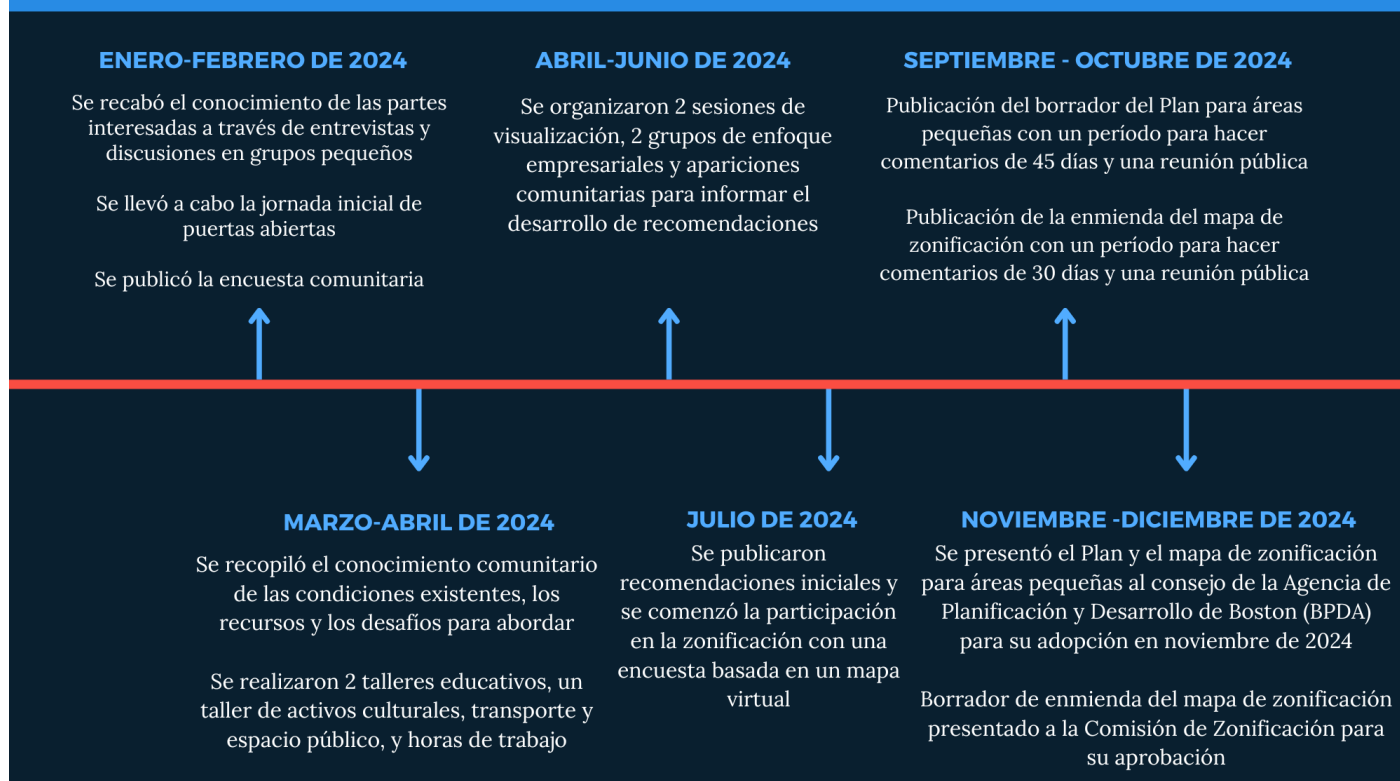 ENERO-FEBRERO DE 2024
Se recabó el conocimiento de las partes
interesadas a través de entrevistas y
discusiones en grupos pequeños
Se llevó a cabo la jornada inicial de
puertas abiertas
Se publicó la encuesta comunitaria
ABRIL-JUNIO DE 2024
Se organizaron 2 sesiones de
visualización, 2 grupos de enfoque
empresariales y apariciones
comunitarias para informar el
desarrollo de recomendaciones
SEPTIEMBRE - OCTUBRE DE 2024
Publicación del borrador del Plan para áreas
pequeñas con un período para hacer
comentarios de 45 días y una reunión pública
Publicación de la enmienda del mapa de
zonificación con un período para hacer
comentarios de 30 días y una reunión pública
MARZO-ABRIL DE 2024
Se recopiló el conocimiento comunitario
de las condiciones existentes, los
recursos y los desafíos para abordar
Se realizaron 2 talleres educativos, un
taller de activos culturales, transporte y
espacio público, y horas de trabajo
JULIO DE 2024
Se publicaron
recomendaciones iniciales y
se comenzó la participación
en la zonificación con una
encuesta basada en un mapa
virtual
NOVIEMBRE -DICIEMBRE DE 2024
Se presentó el Plan y el mapa de zonificación
para áreas pequeñas al consejo de la Agencia de
Planificación y Desarrollo de Boston (BPDA)
para su adopción en noviembre de 2024
Borrador de enmienda del mapa de zonificación
presentado a la Comisión de Zonificación para
su aprobación